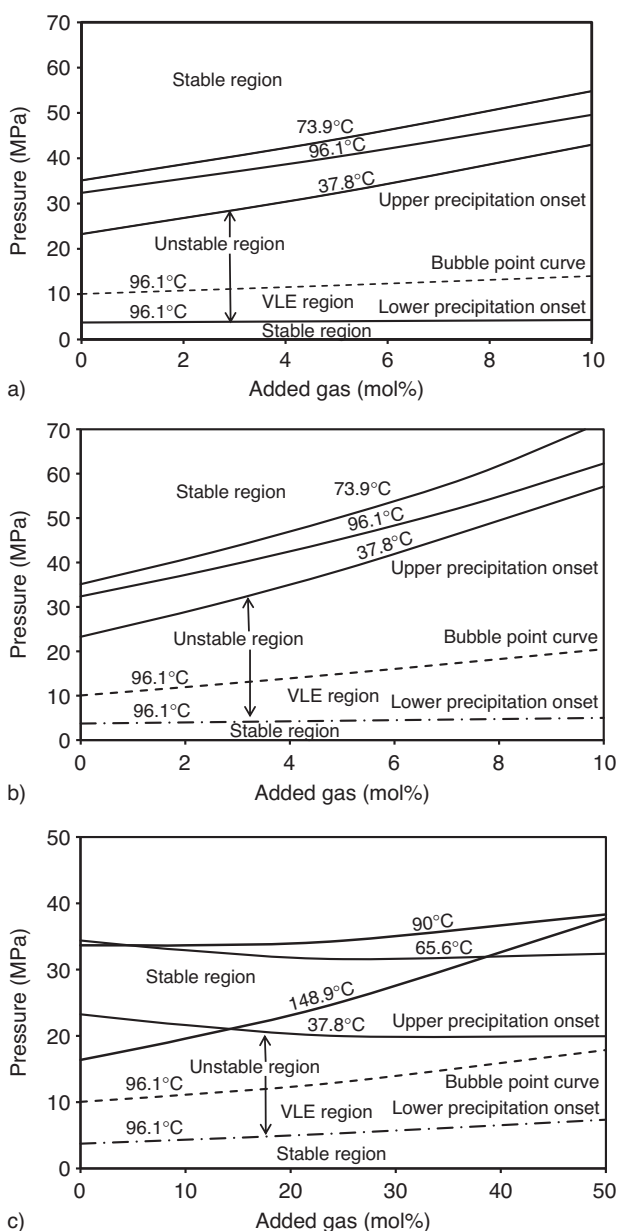 70
60
Stable region
50
73.9°C
96.1°C
40
37.8°C
30
Upper precipitation onset
Unstable region
20
Bubble point curve
96.1°C
10
VLE region
Lower precipitation onset
96.1°C
Stable region
0
0 2 4 6 8 10
Pressure (MPa)
a) Added gas (mol%)
70
60
Stable region
73.9°C
50
96.1°C
40
37.8°C
Upper precipitation onset
30
Unstable region
Bubble point curve
20
96.1°C
VLE region
10
Lower precipitation onset
96.1°C
Stable region
0
0 2 4 6 8 10
Pressure (MPa)
b) Added gas (mol%)
50
40
90°C
65.6°C
30
Stable region
148.9°C
37.8°C
Upper precipitation onset
20
Unstable region
96.1°C
Bubble point curve
10
VLE region
Lower precipitation onset
96.1°C
Stable region
0
0 10 20 30 40 50
Pressure (MPa)
c) Added gas (mol%)